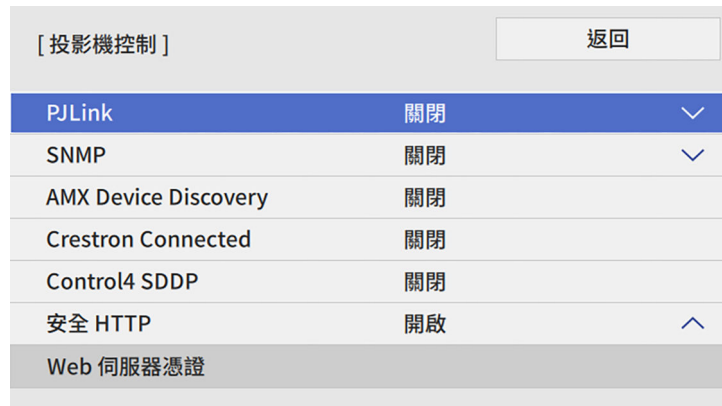 [ 投影機控制 ] 返回
PJLink 關閉
SNMP 關閉
AMX Device Discovery 關閉
Crestron Connected 關閉
Control4 SDDP 關閉
安全 HTTP 開啟
Web 伺服器憑證